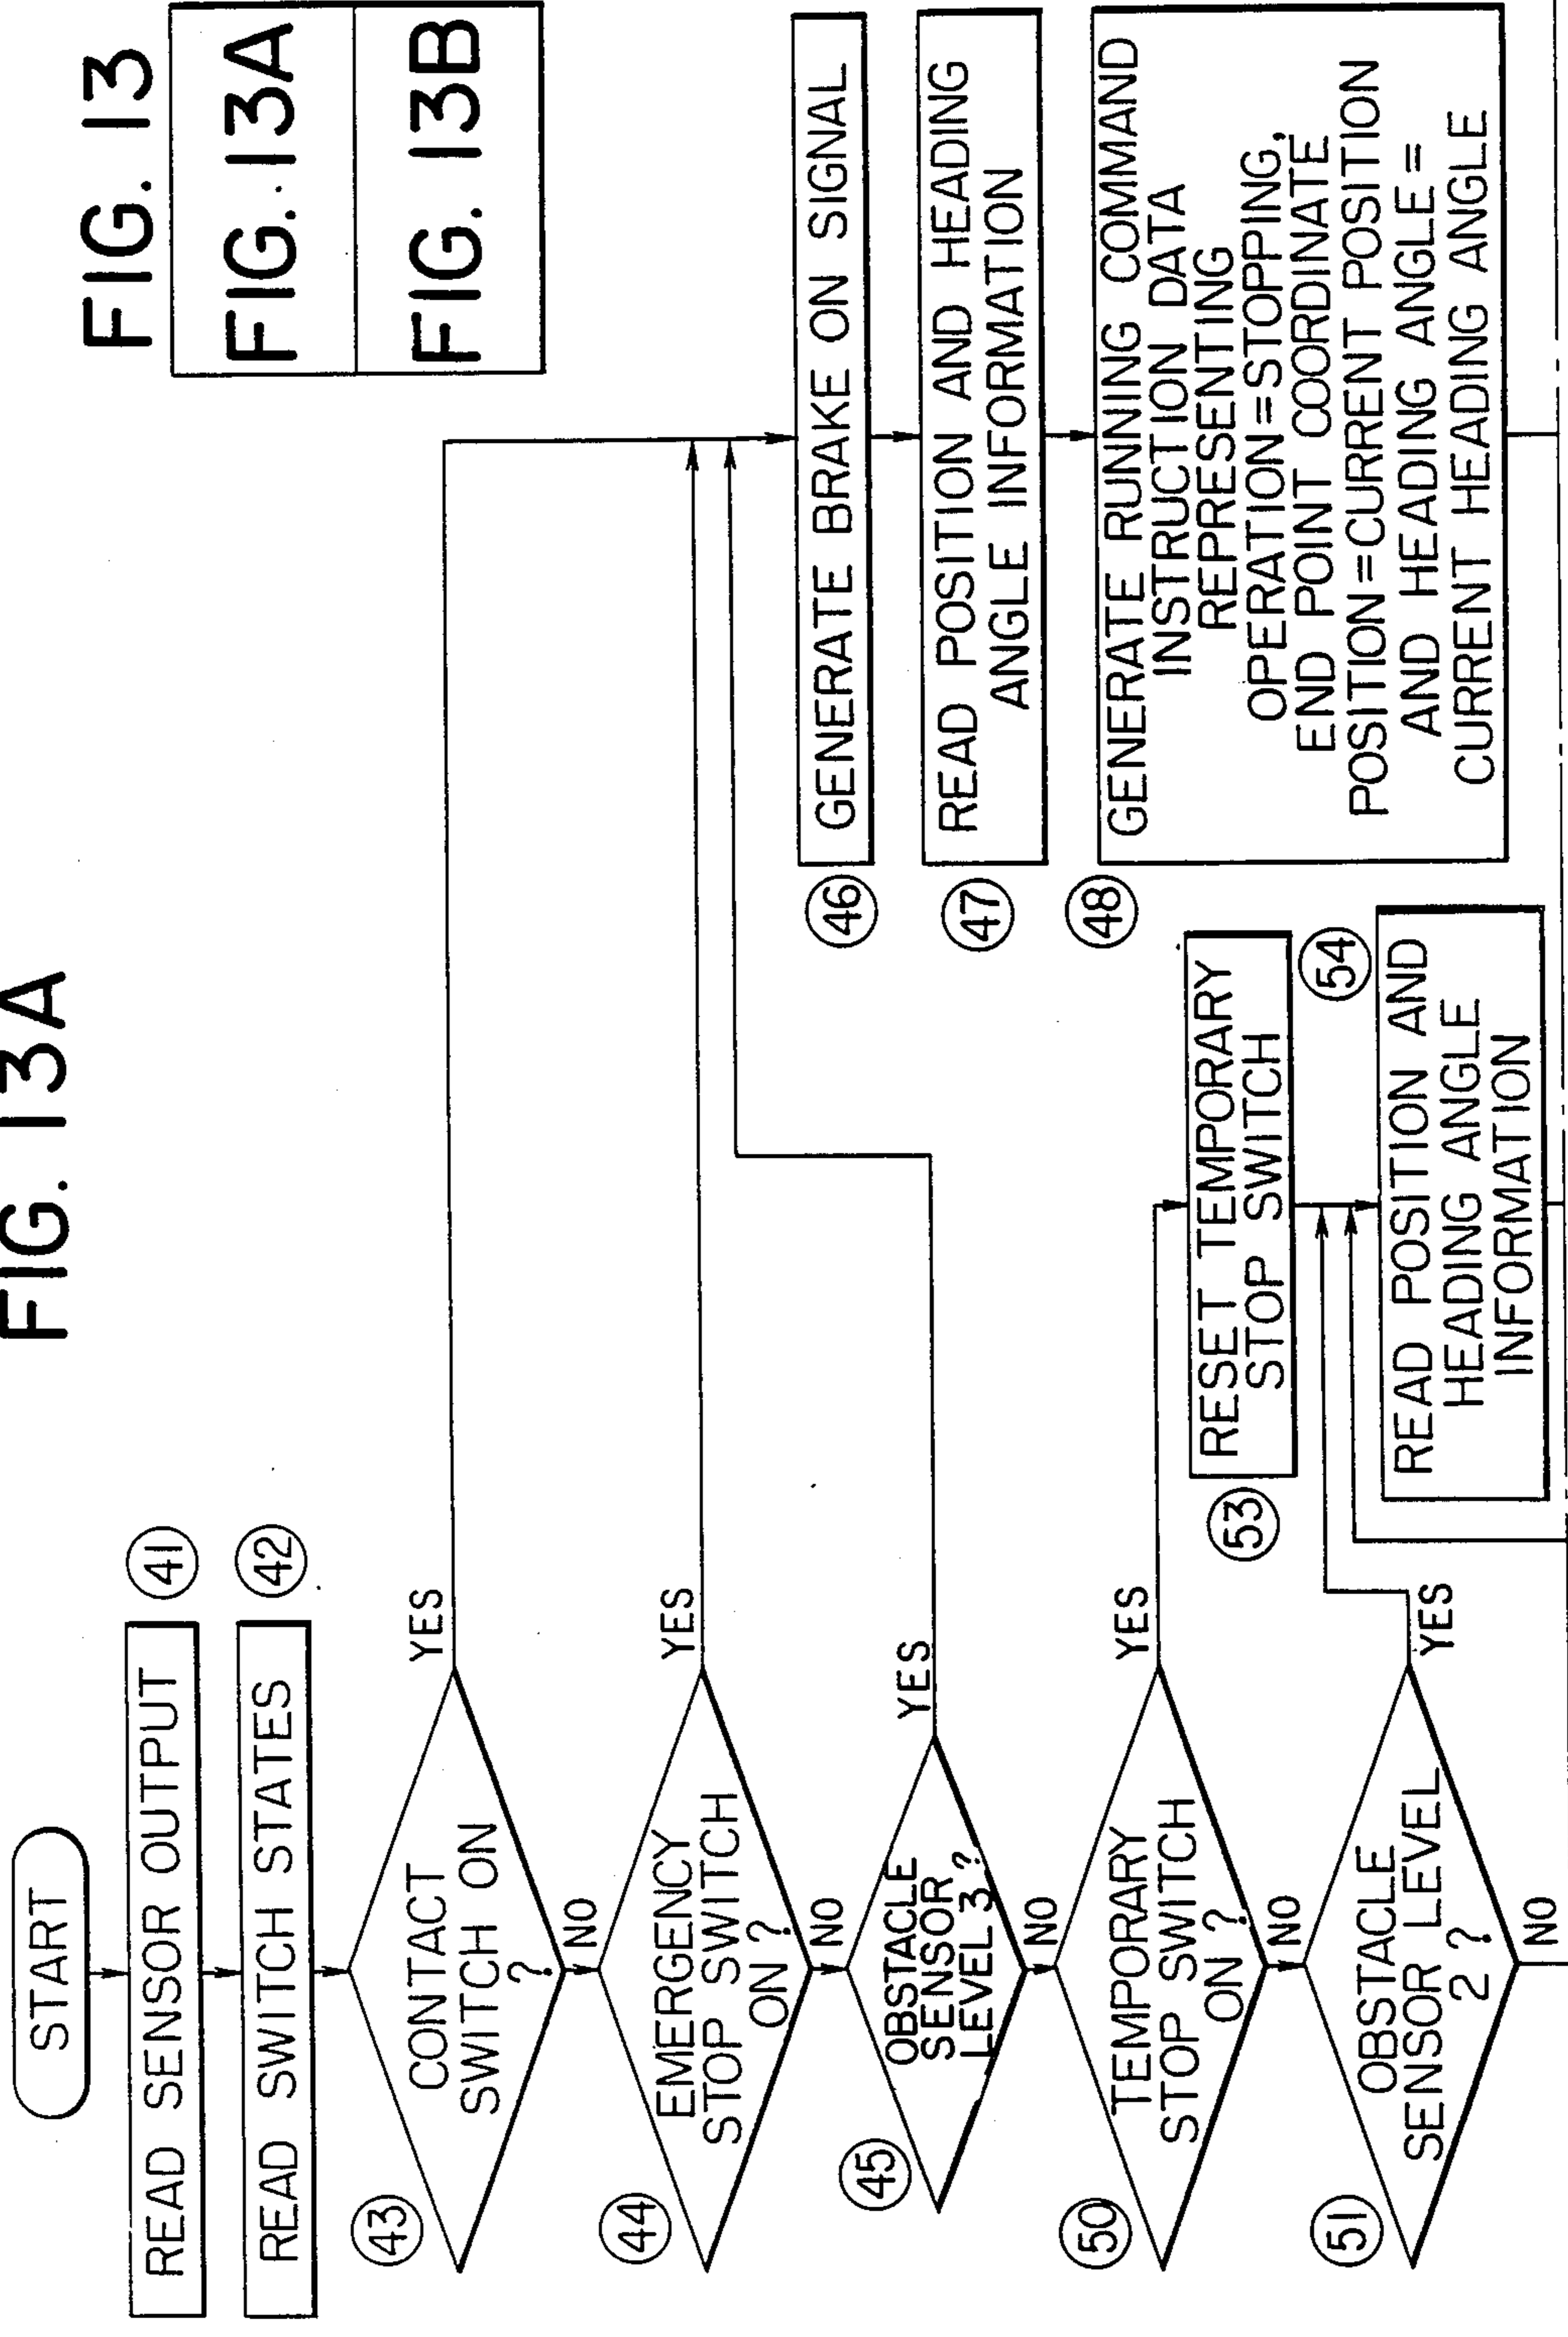 FIG. 13A
FIG. 13
FIG. 13A
FIG. 13B
START
READ SENSOR OUTPUT
41
READ SWITCH STATES
42
43
CONTACT
SWITCH ON
?
YES
NO
44
EMERGENCY
STOP SWITCH
ON ?
YES
NO
45
OBSTACLE
SENSOR
LEVEL 3 ?
YES
NO
46
GENERATE BRAKE ON SIGNAL
47
READ POSITION AND HEADING
ANGLE INFORMATION
48
GENERATE RUNNING COMMAND
INSTRUCTION DATA
REPRESENTING
OPERATION=STOPPING,
END POINT COORDINATE
POSITION=CURRENT POSITION
AND HEADING ANGLE =
CURRENT HEADING ANGLE
50
TEMPORARY
STOP SWITCH
ON ?
YES
NO
53
RESET TEMPORARY
STOP SWITCH
54
READ POSITION AND
HEADING ANGLE
INFORMATION
51
OBSTACLE
SENSOR LEVEL
2 ?
YES
NO